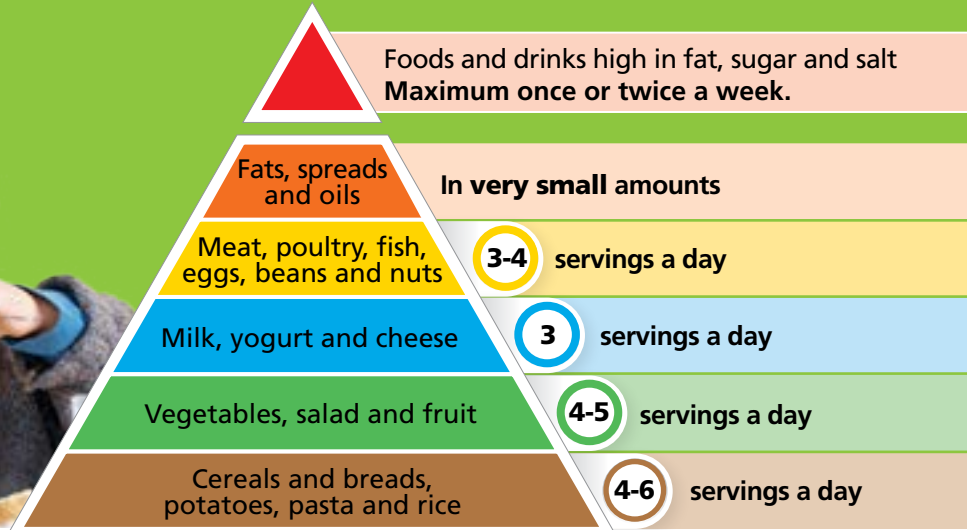 Foods and drinks high in fat, sugar and salt
Maximum once or twice a week.
Fats, spreads
and oils
In very small amounts
Meat, poultry, fish,
eggs, beans and nuts
3-4 servings a day
Milk, yogurt and cheese
3 servings a day
Vegetables, salad and fruit
4-5 servings a day
Cereals and breads,
potatoes, pasta and rice
4-6 servings a day